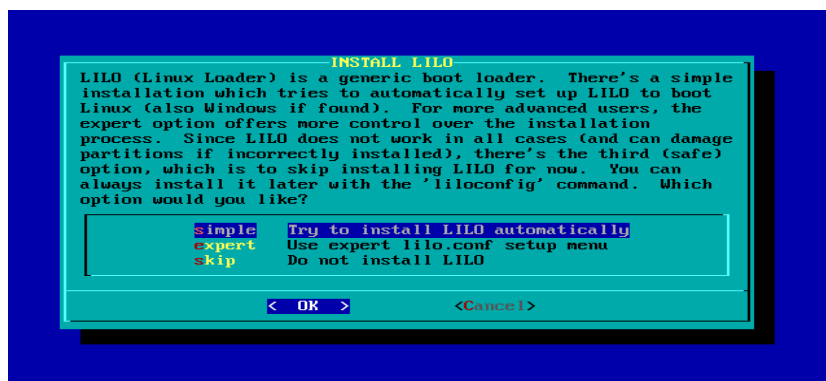 INSTALL LILO
LILO (Linux Loader) is a generic boot loader.  There's a simple
installation which tries to automatically set up LILO to boot
Linux (also Windows if found).  For more advanced users, the
expert option offers more control over the installation
process.  Since LILO does not work in all cases (and can damage
partitions if incorrectly installed), there's the third (safe)
option, which is to skip installing LILO for now.  You can
always install it later with the 'liloconfig' command.  Which
option would you like?
simple  Try to install LILO automatically
expert  Use expert lilo.conf setup menu
skip  Do not install LILO
<  OK  > <Cancel>